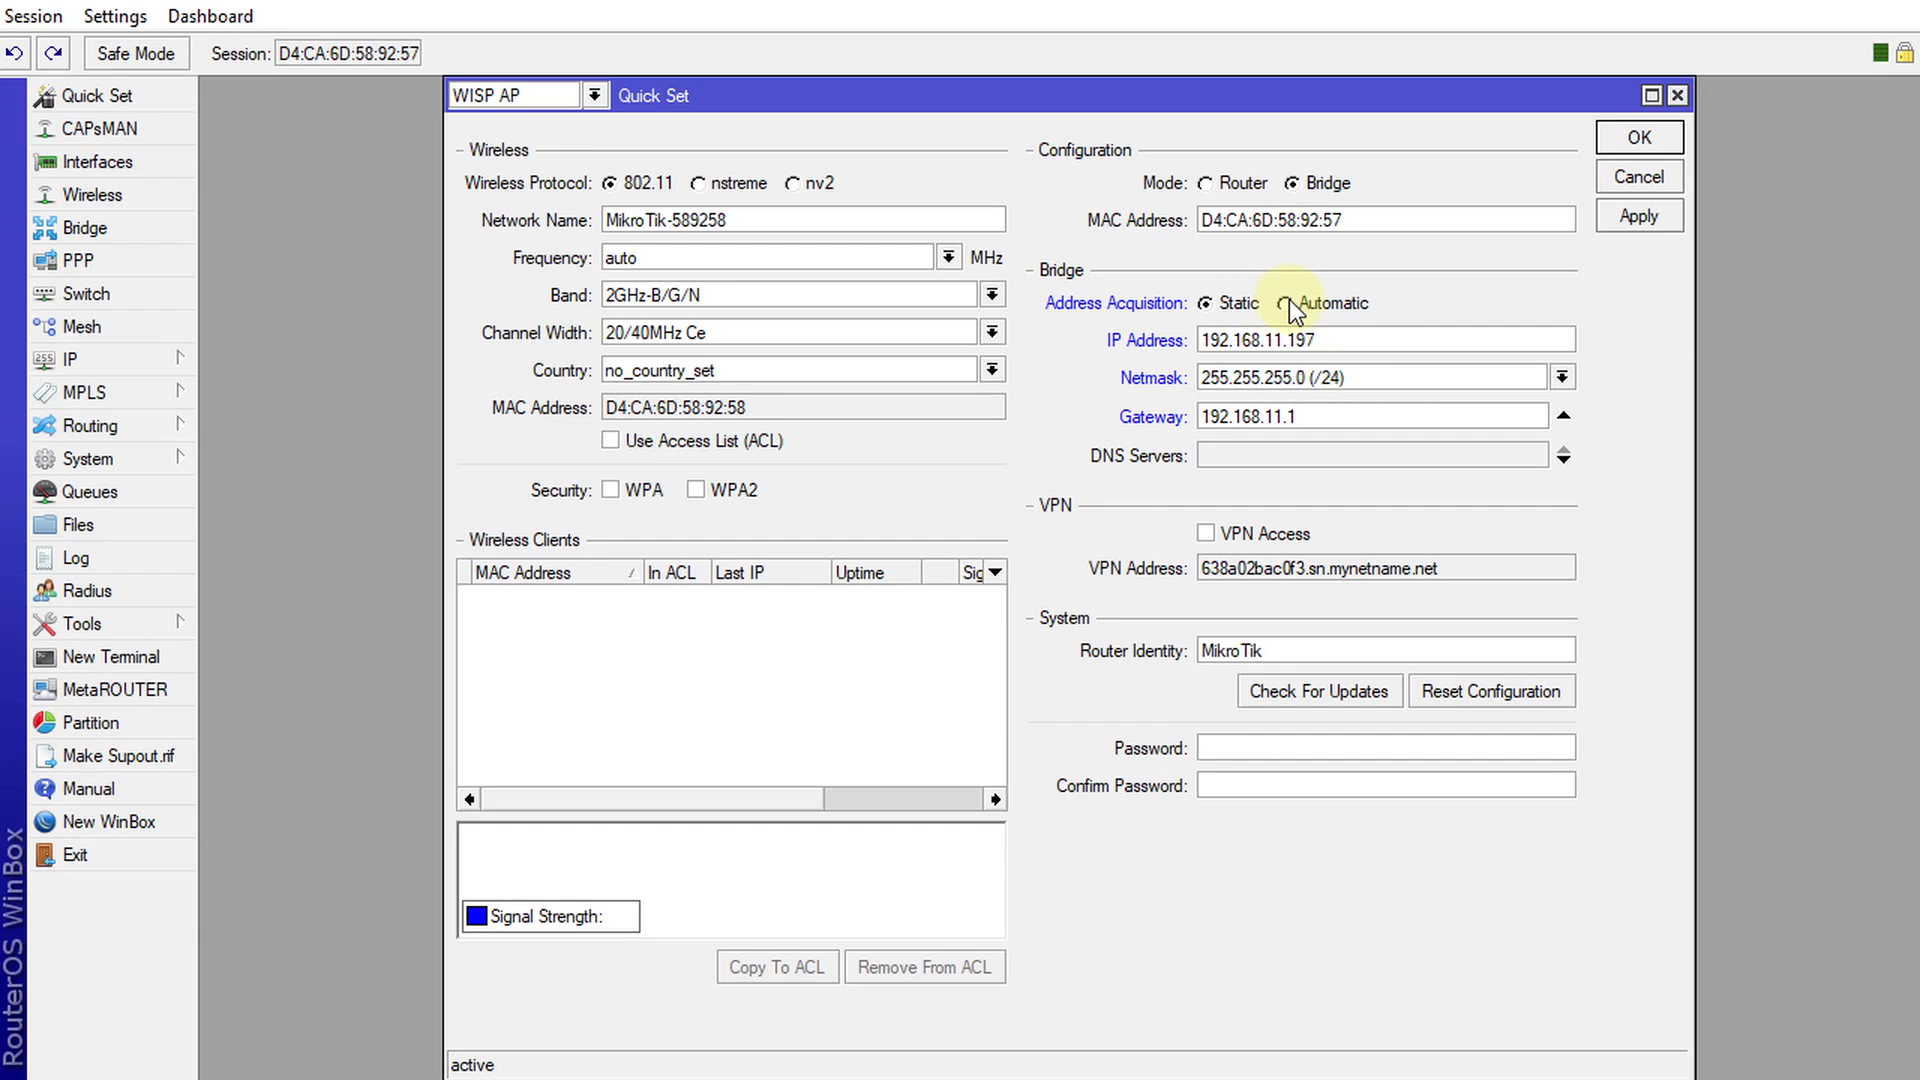 Session Settings Dashboard
Safe Mode Session: D4:CA:6D:58:92:57
RouterOS WinBox
Quick Set
CAPsMAN
Interfaces
Wireless
Bridge
PPP
Switch
Mesh
IP
MPLS
Routing
System
Queues
Files
Log
Radius
Tools
New Terminal
MetaROUTER
Partition
Make Supout.rif
Manual
New WinBox
Exit
WISP AP Quick Set
Wireless
Wireless Protocol: 802.11 nstreme nv2
Network Name: MikroTik-589258
Frequency: auto MHz
Band: 2GHz-B/G/N
Channel Width: 20/40MHz Ce
Country: no_country_set
MAC Address: D4:CA:6D:58:92:58
Use Access List (ACL)
Security: WPA WPA2
Wireless Clients
MAC Address In ACL Last IP Uptime Sig
Signal Strength:
Copy To ACL Remove From ACL
Configuration
Mode: Router Bridge
MAC Address: D4:CA:6D:58:92:57
Bridge
Address Acquisition: Static Automatic
IP Address: 192.168.11.197
Netmask: 255.255.255.0 (/24)
Gateway: 192.168.11.1
DNS Servers:
VPN
VPN Access
VPN Address: 638a02bac0f3.sn.mynetname.net
System
Router Identity: MikroTik
Check For Updates Reset Configuration
Password:
Confirm Password:
OK
Cancel
Apply
active